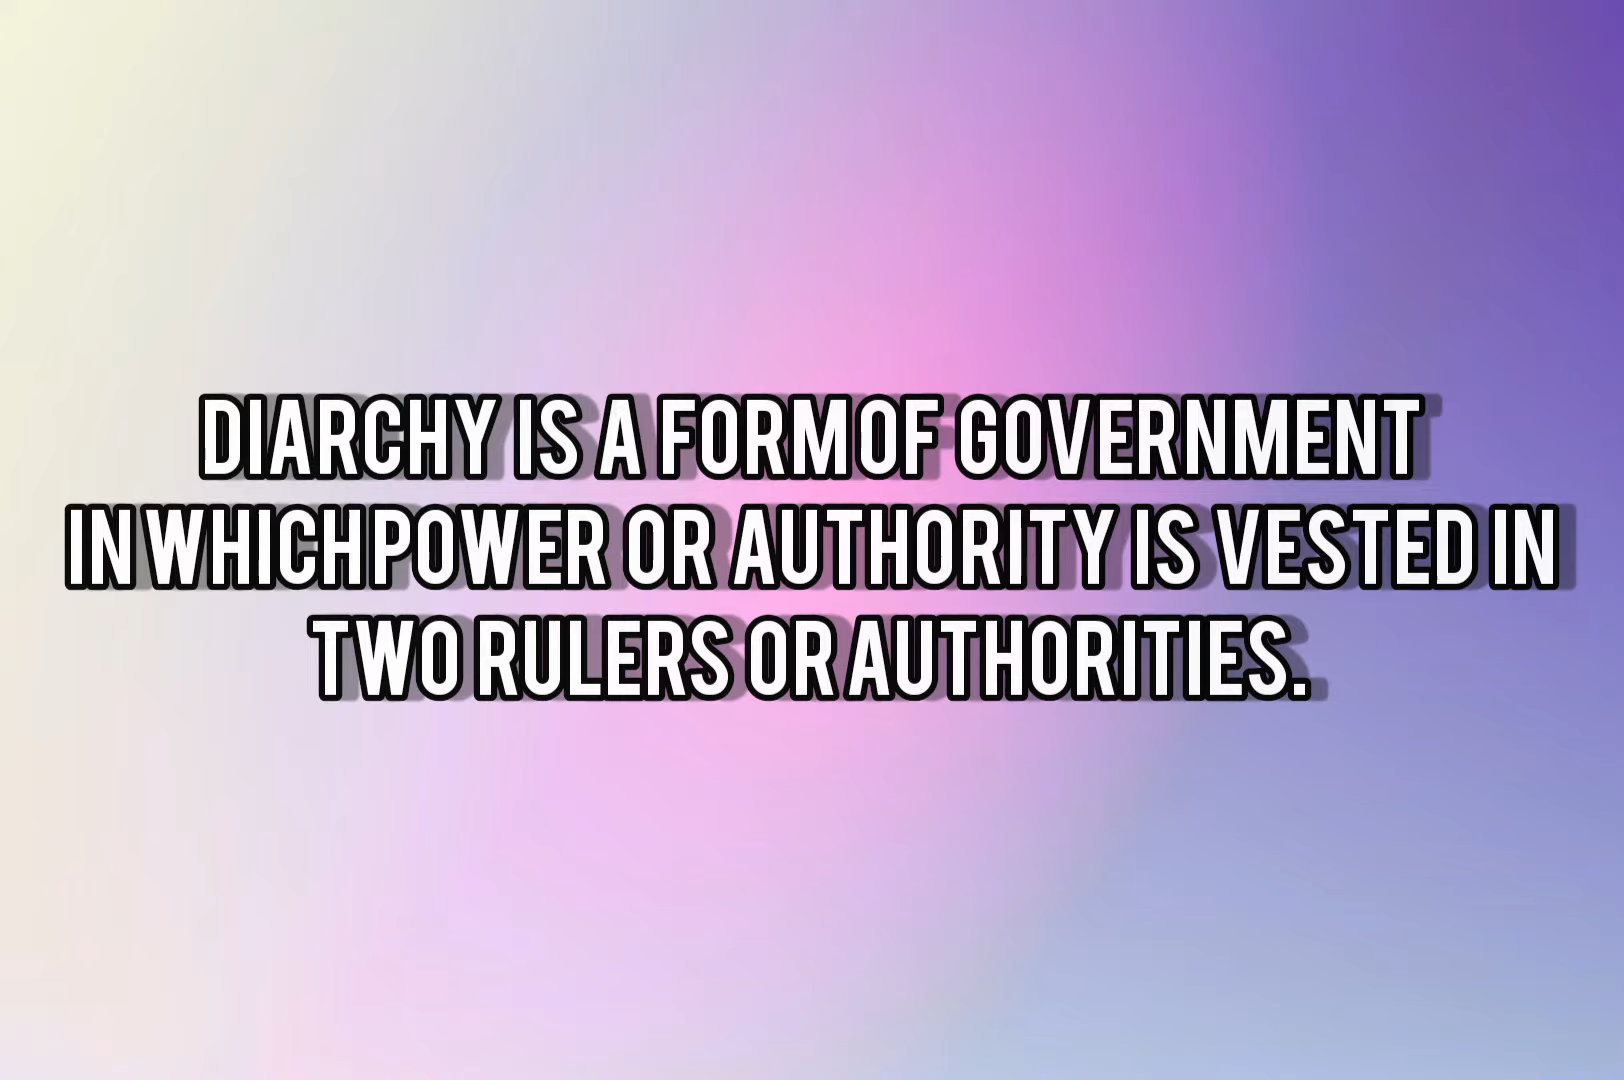 DIARCHY IS A FORM OF GOVERNMENT
IN WHICH POWER OR AUTHORITY IS VESTED IN
TWO RULERS OR AUTHORITIES.